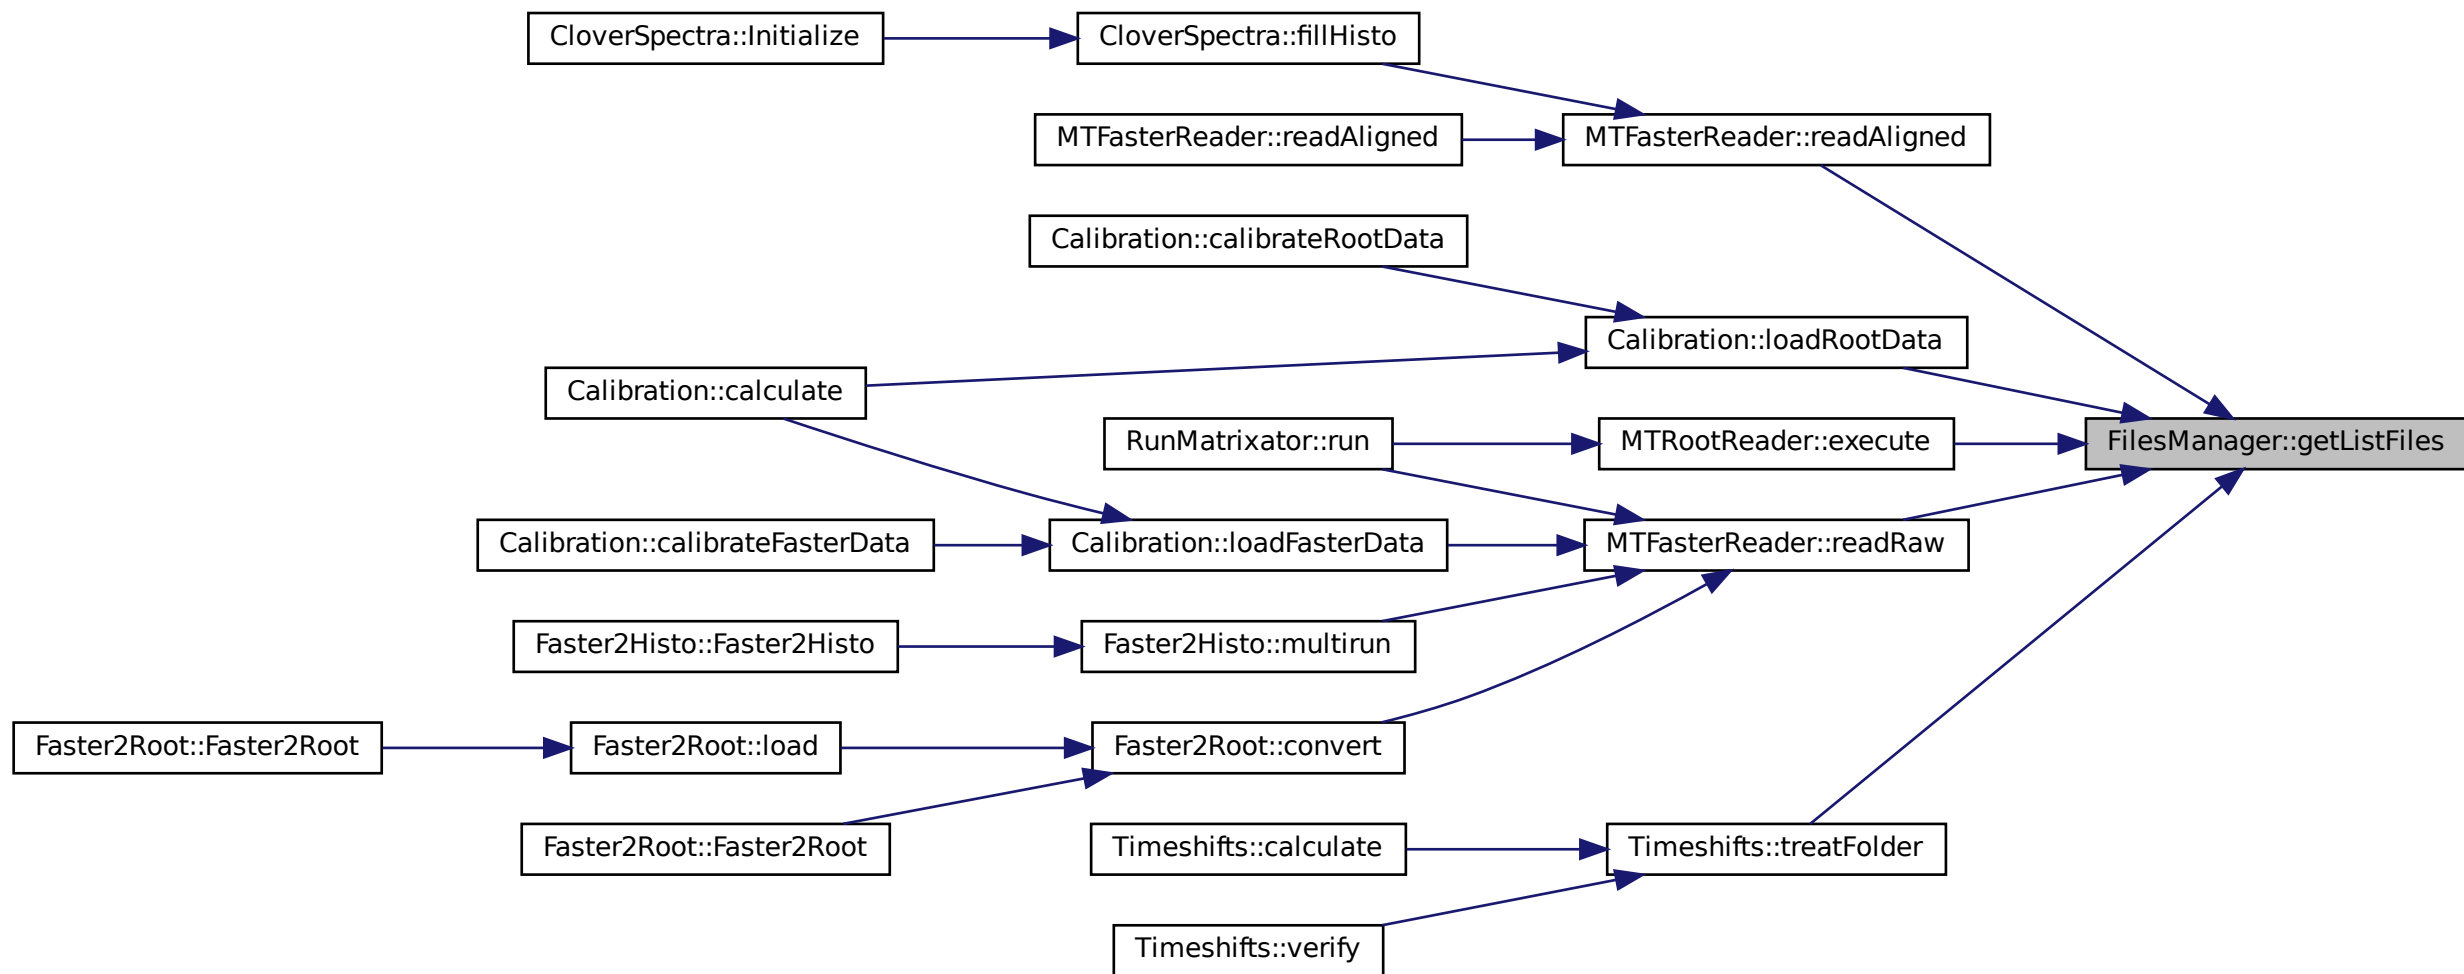 CloverSpectra::Initialize
CloverSpectra::fillHisto
MTFasterReader::readAligned
MTFasterReader::readAligned
Calibration::calibrateRootData
Calibration::loadRootData
Calibration::calculate
RunMatrixator::run
MTRootReader::execute
FilesManager::getListFiles
Calibration::calibrateFasterData
Calibration::loadFasterData
MTFasterReader::readRaw
Faster2Histo::Faster2Histo
Faster2Histo::multirun
Faster2Root::Faster2Root
Faster2Root::load
Faster2Root::convert
Faster2Root::Faster2Root
Timeshifts::calculate
Timeshifts::treatFolder
Timeshifts::verify